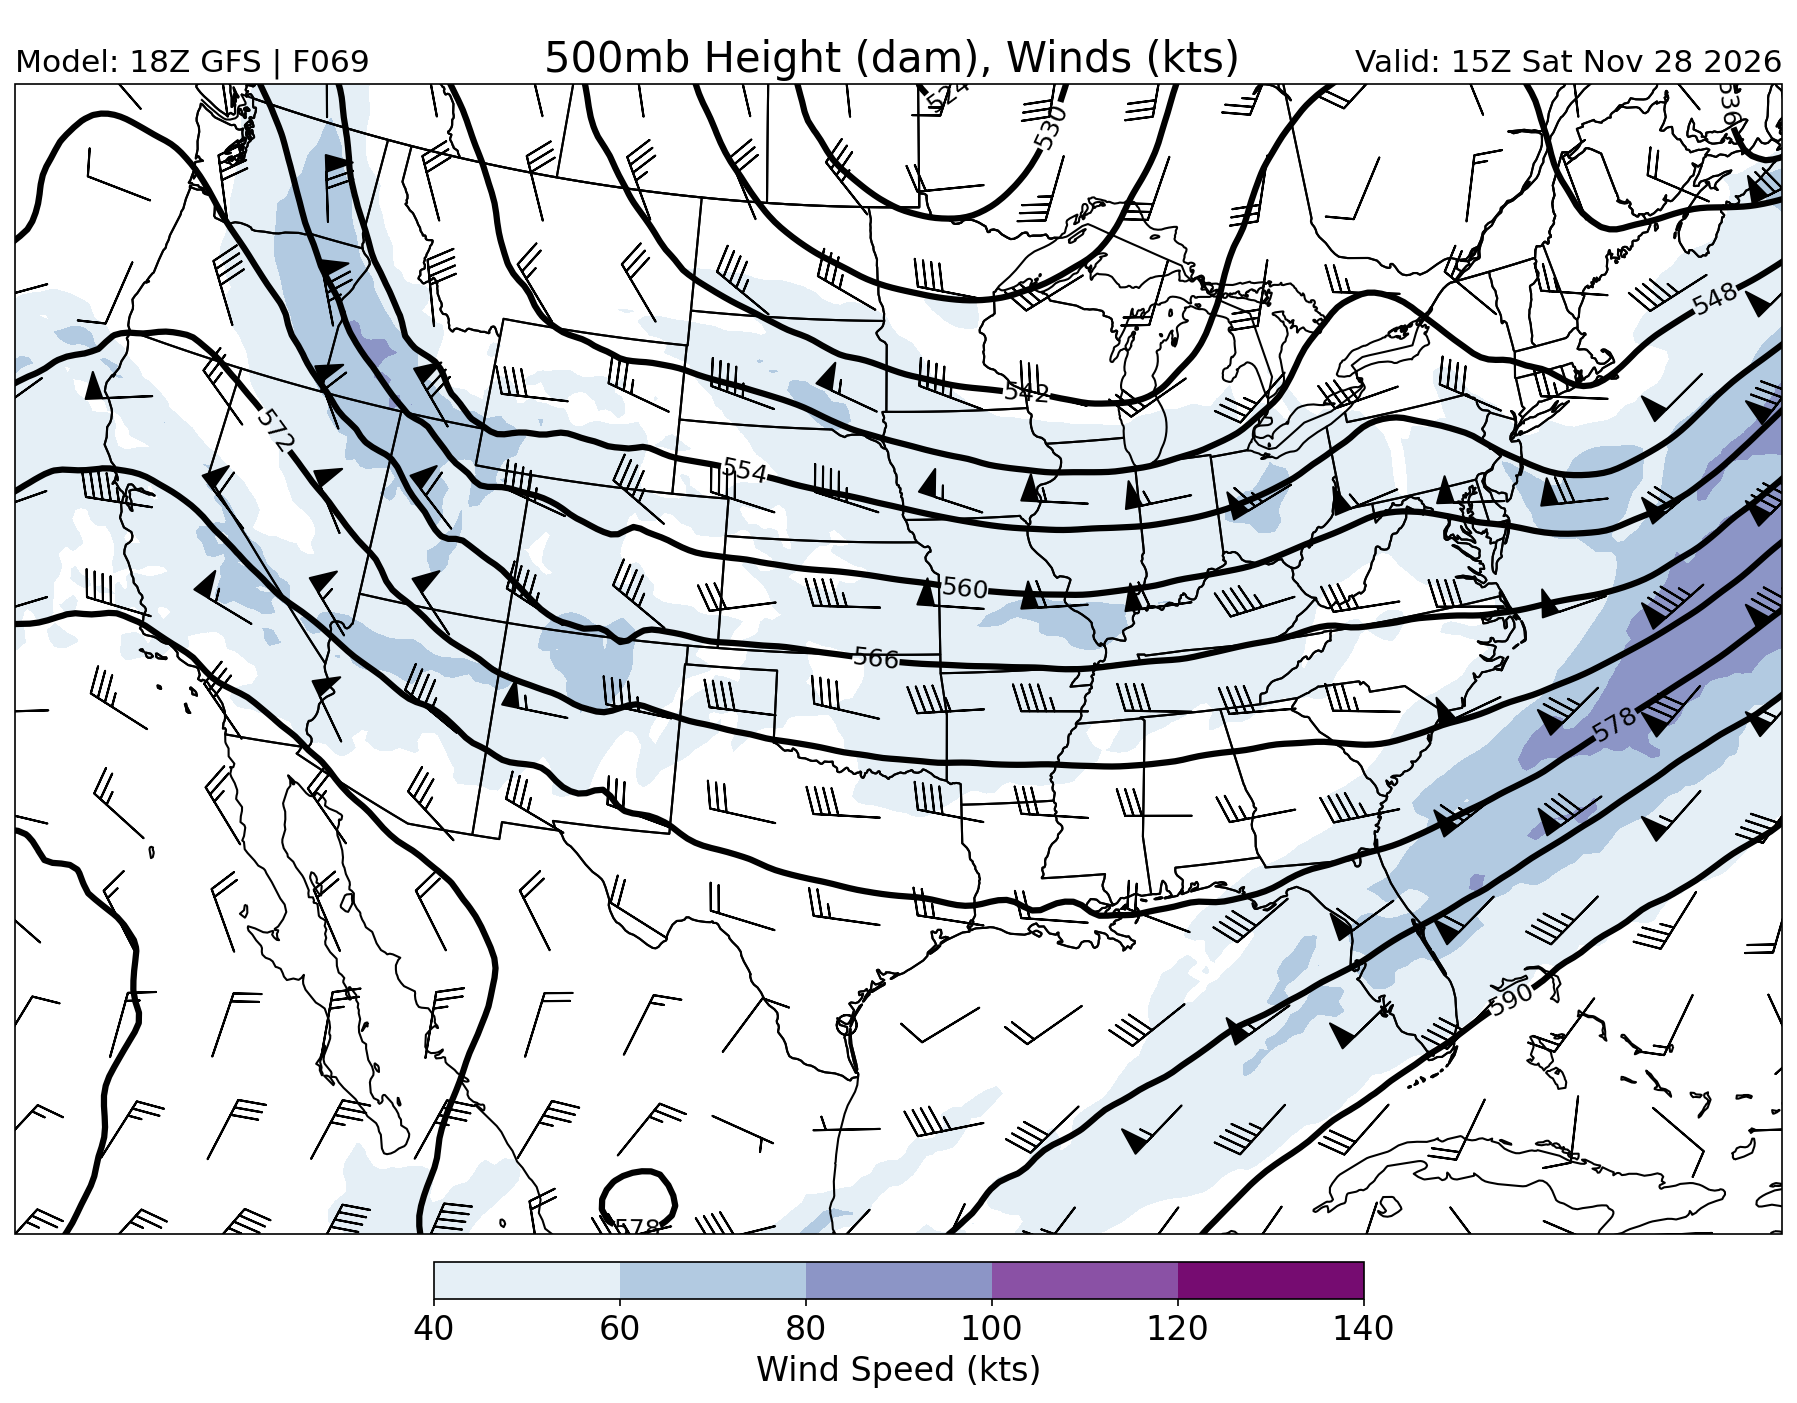 Model: 18Z GFS | F069
500mb Height (dam), Winds (kts)
Valid: 15Z Sat Nov 28 2026
524
530
536
548
542
572
554
560
566
578
590
578
40 60 80 100 120 140
Wind Speed (kts)